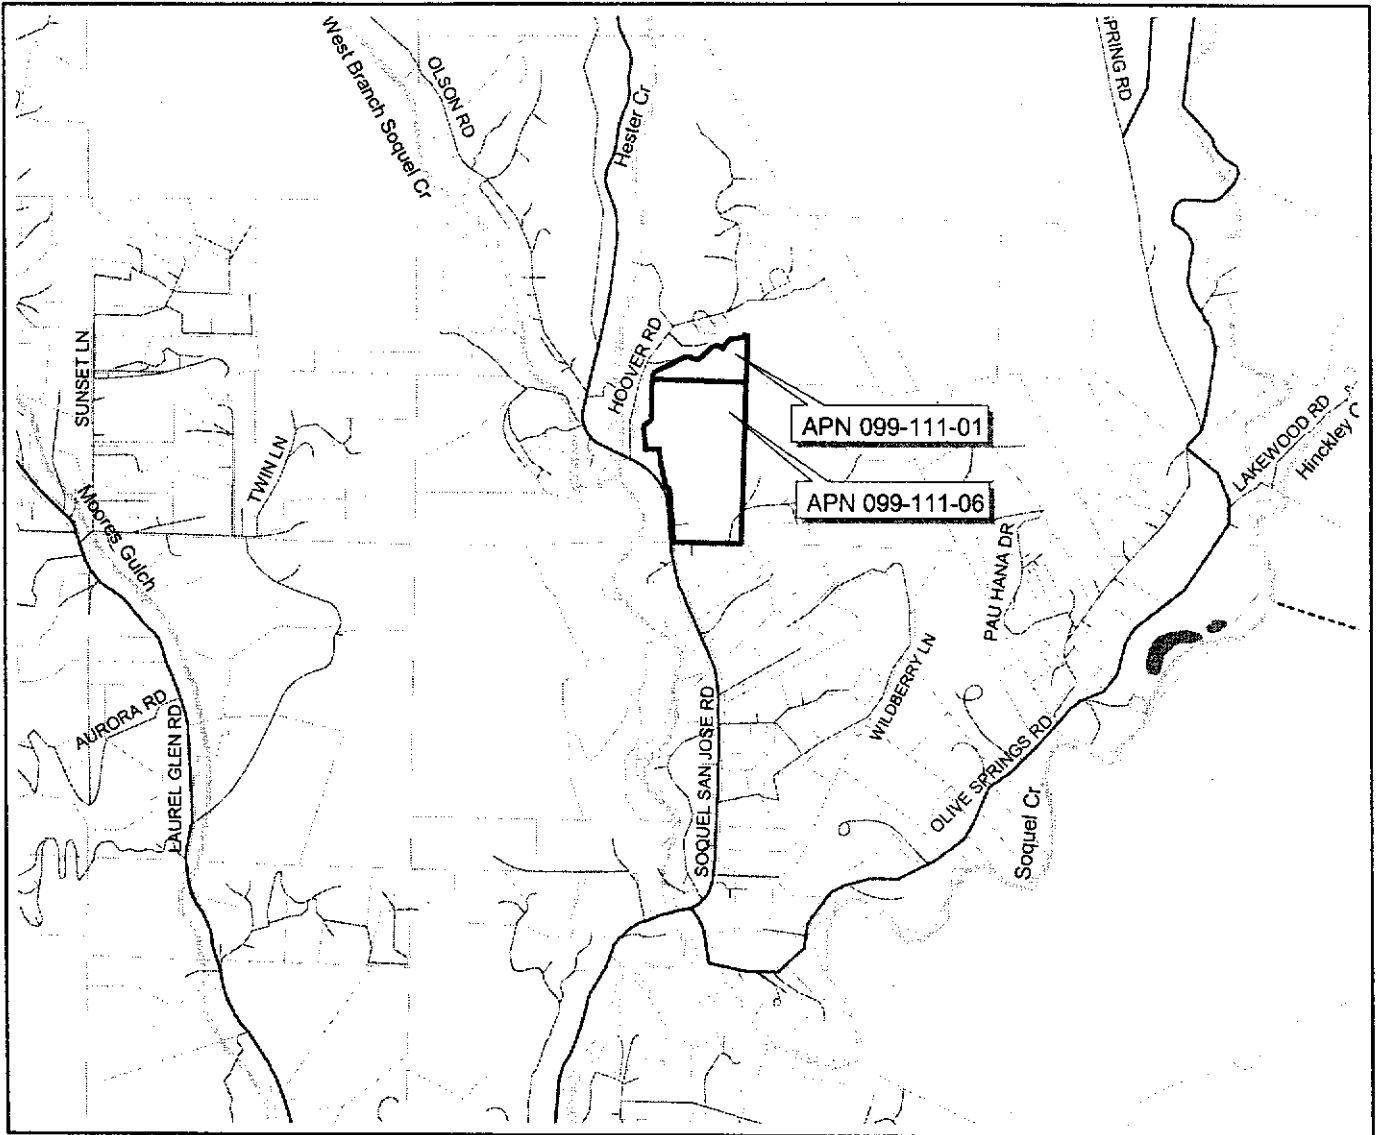 West Branch Soquel Cr
OLSON RD
Hester Cr
PRING RD
SUNSET LN
HOOVER RD
TWIN LN
APN 099-111-01
APN 099-111-06
LAKEWOOD RD
Hinckley C
Moores Gulch
PAU HANA DR
WILDBERRY LN
AURORA RD
LAUREL GLEN RD
SOQUEL SAN JOSE RD
OLIVE SPRINGS RD
Soquel Cr